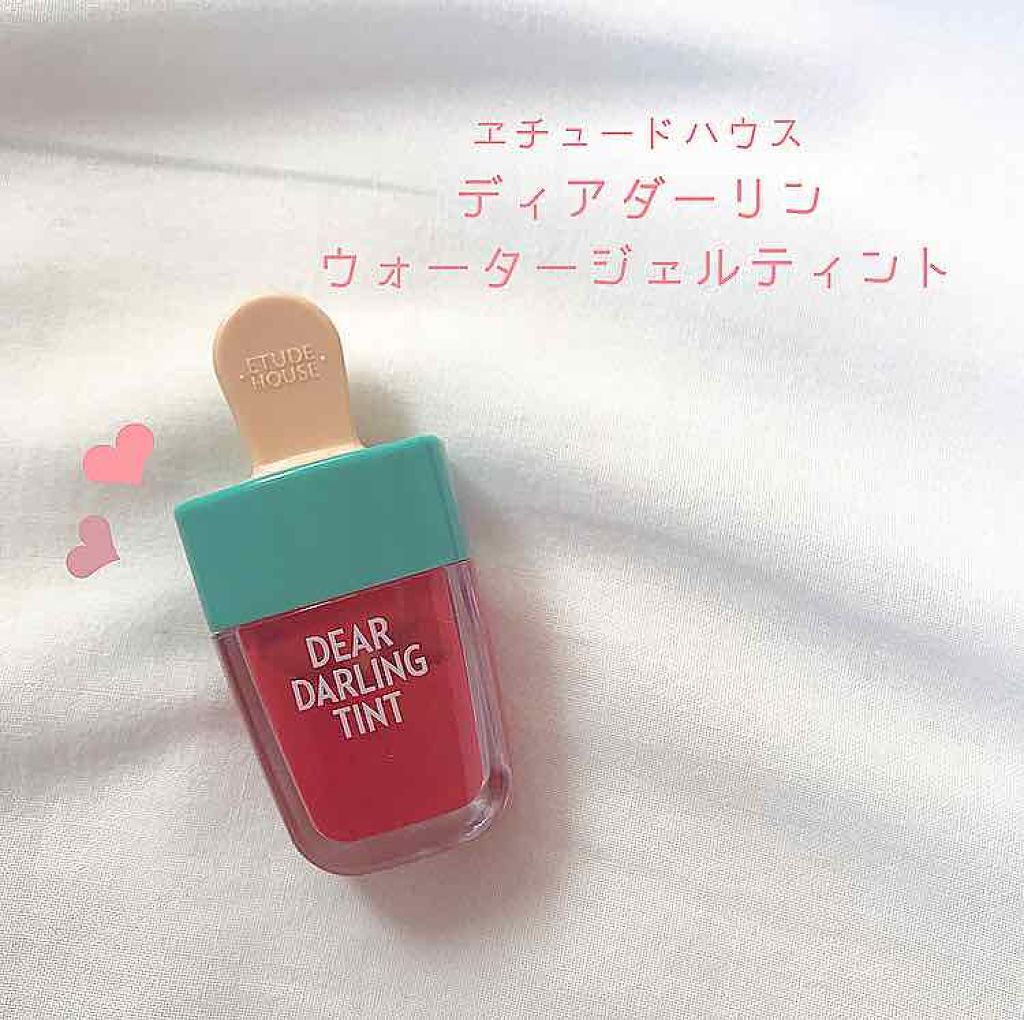 ヱチュードハウス
ディアダーリン
ウォータージェルティント
·ETUDE·
HOUSE
DEAR
DARLING
TINT